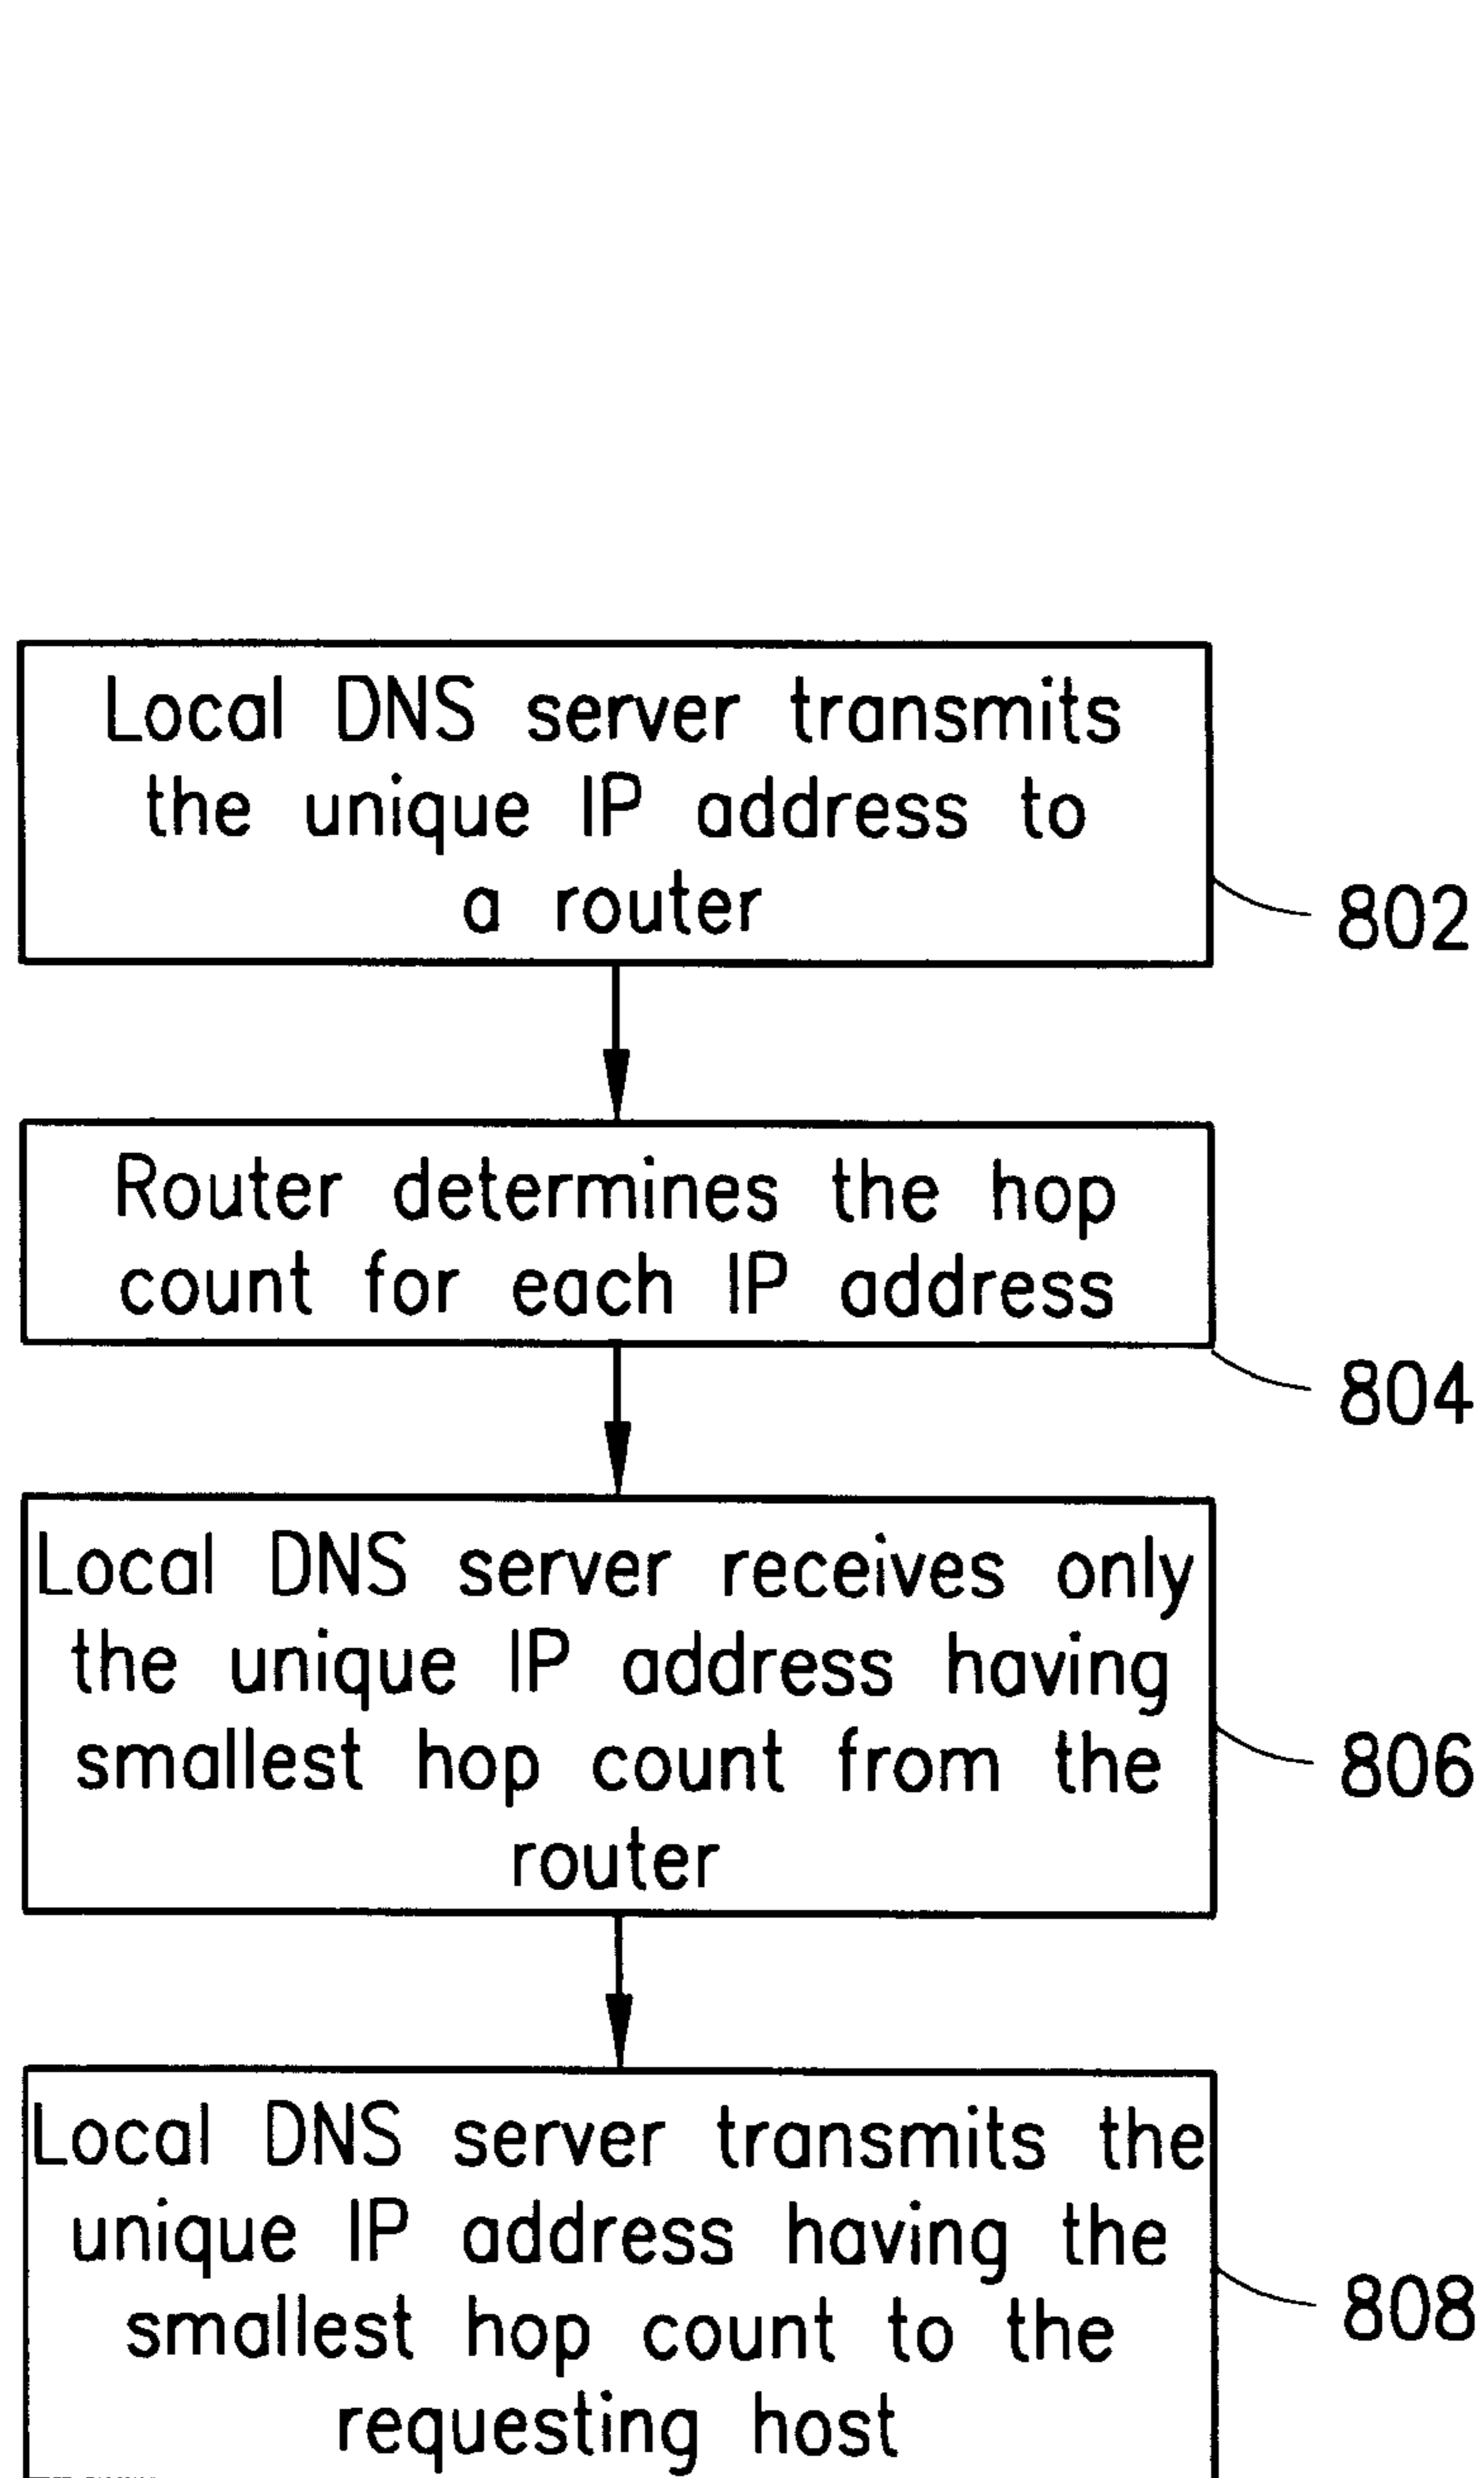 Local DNS server transmits
the unique IP address to
a router
802
Router determines the hop
count for each IP address
804
Local DNS server receives only
the unique IP address having
smallest hop count from the
router
806
Local DNS server transmits the
unique IP address having the
smallest hop count to the
requesting host
808